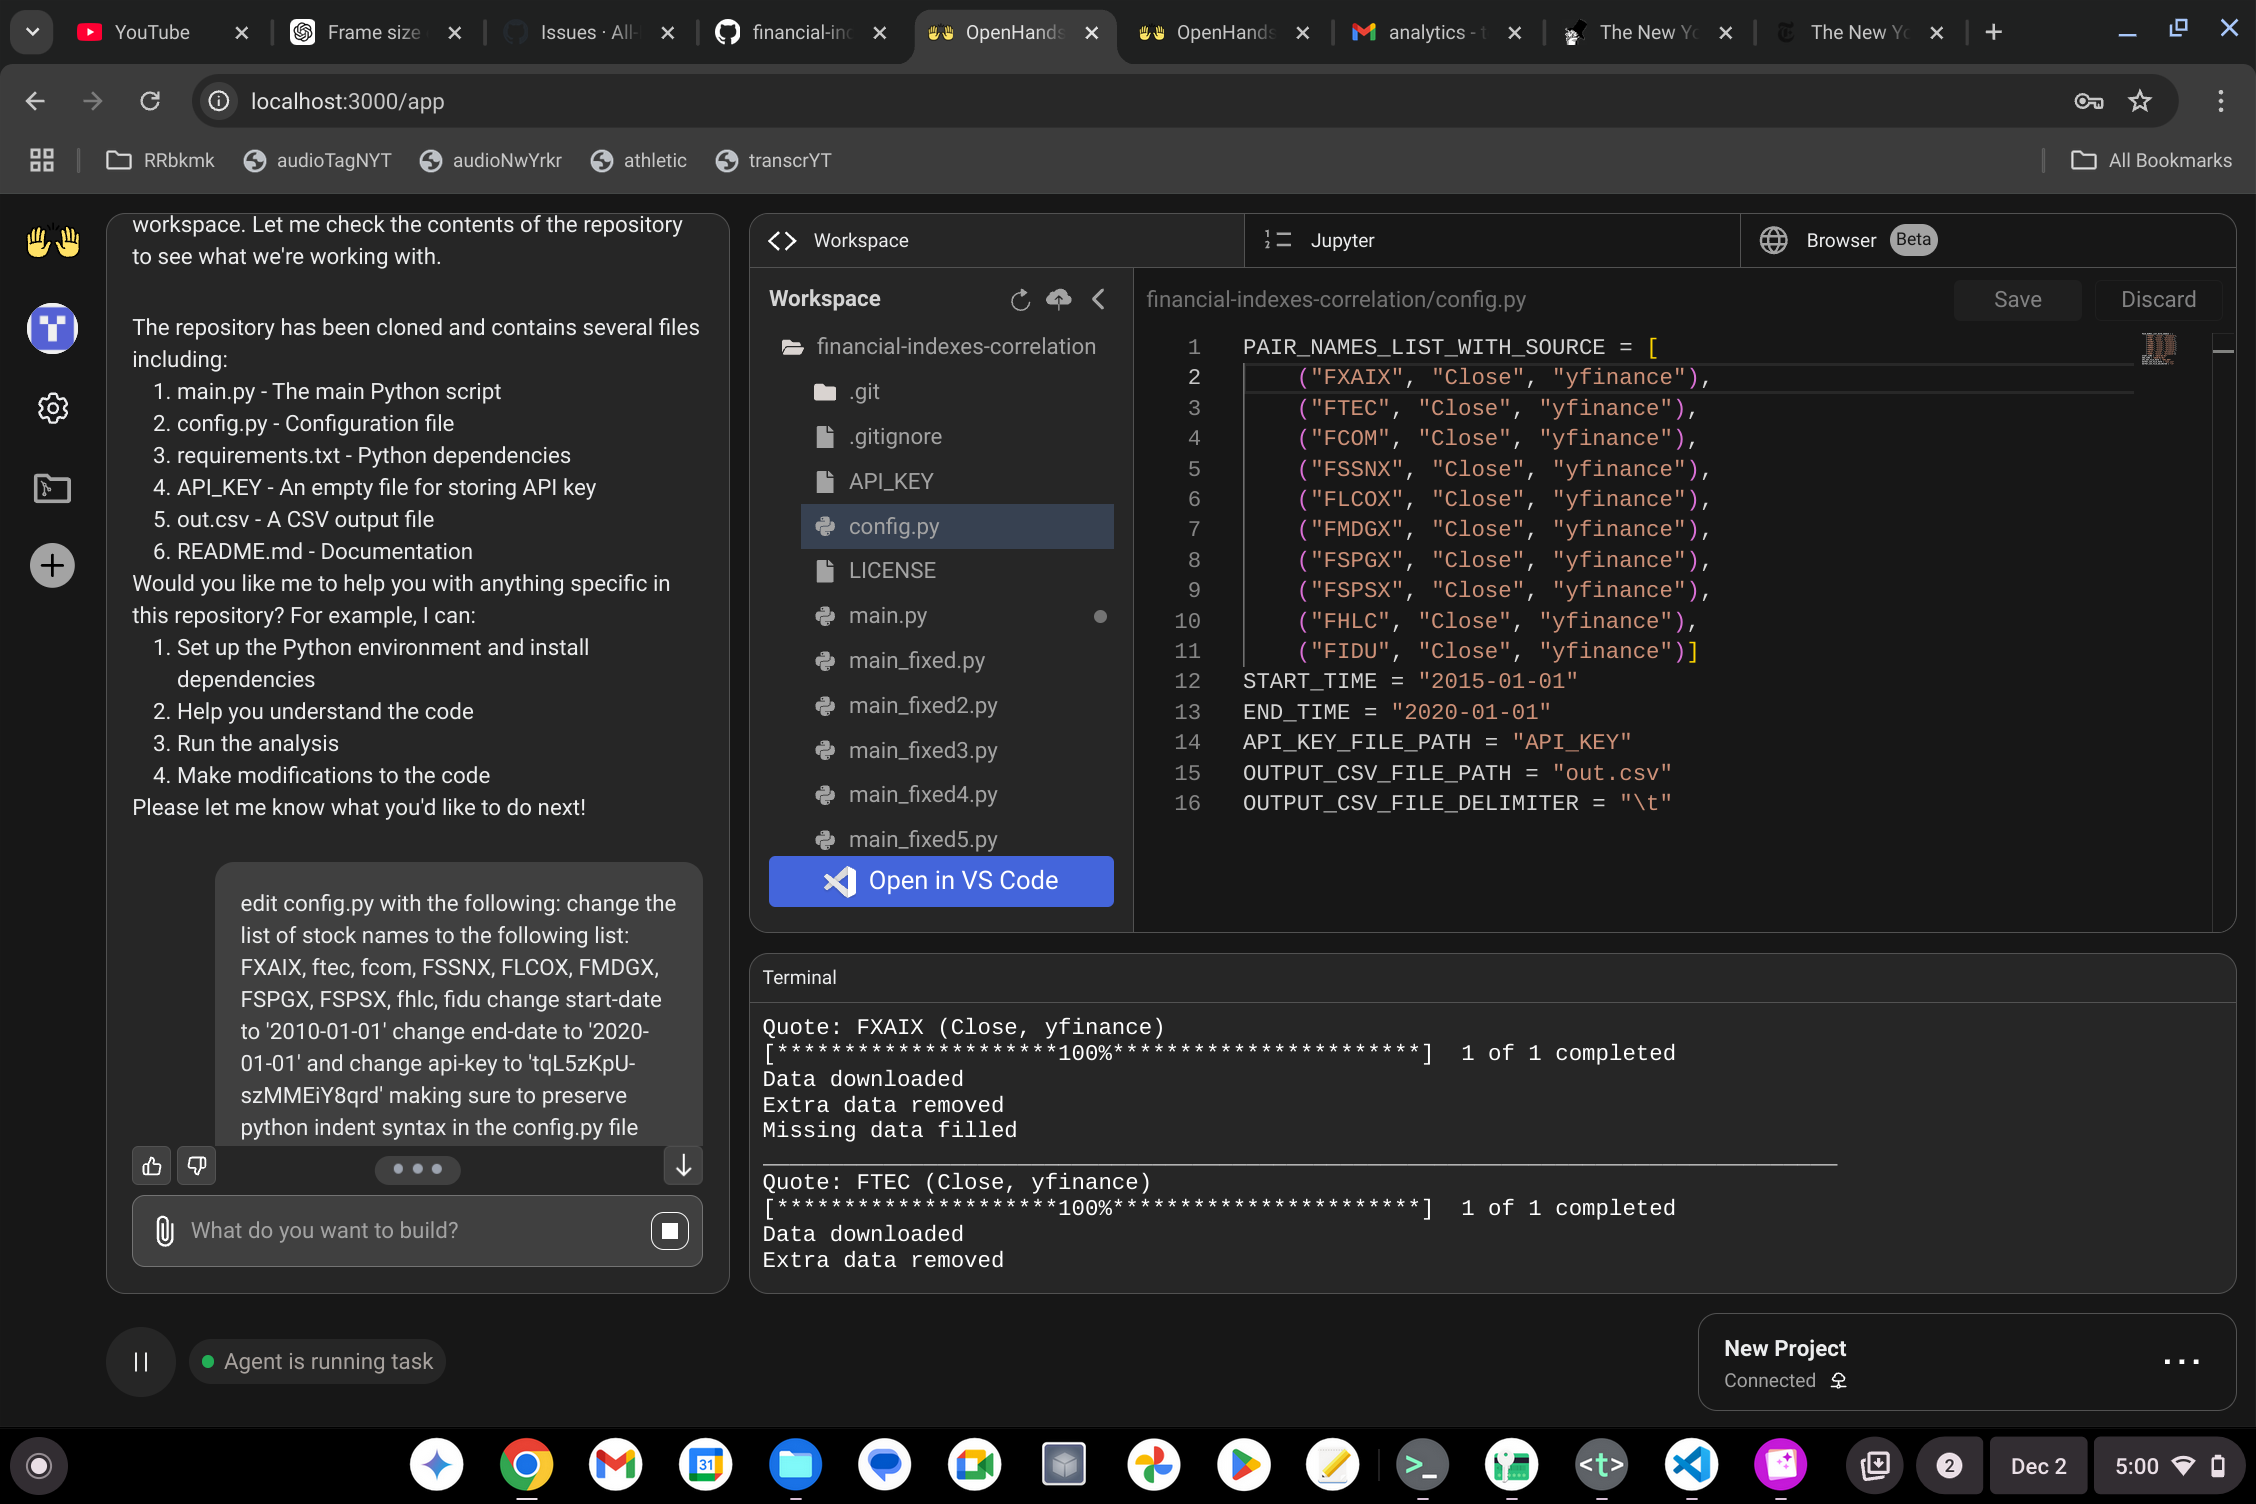 YouTube
Frame size
Issues · All-
financial-in
OpenHands
OpenHands
analytics - t
The New Yo
The New Yo
localhost:3000/app
RRbkmk
audioTagNYT
audioNwYrkr
athletic
transcrYT
All Bookmarks
workspace. Let me check the contents of the repository
to see what we're working with.
The repository has been cloned and contains several files
including:
1. main.py - The main Python script
2. config.py - Configuration file
3. requirements.txt - Python dependencies
4. API_KEY - An empty file for storing API key
5. out.csv - A CSV output file
6. README.md - Documentation
Would you like me to help you with anything specific in
this repository? For example, I can:
1. Set up the Python environment and install
dependencies
2. Help you understand the code
3. Run the analysis
4. Make modifications to the code
Please let me know what you'd like to do next!
edit config.py with the following: change the
list of stock names to the following list:
FXAIX, ftec, fcom, FSSNX, FLCOX, FMDGX,
FSPGX, FSPSX, fhlc, fidu change start-date
to '2010-01-01' change end-date to '2020-
01-01' and change api-key to 'tqL5zKpU-
szMMEiY8qrd' making sure to preserve
python indent syntax in the config.py file
What do you want to build?
Agent is running task
Workspace
Jupyter
Browser
Beta
Workspace
financial-indexes-correlation
.git
.gitignore
API_KEY
config.py
LICENSE
main.py
main_fixed.py
main_fixed2.py
main_fixed3.py
main_fixed4.py
main_fixed5.py
Open in VS Code
financial-indexes-correlation/config.py
Save
Discard
1 PAIR_NAMES_LIST_WITH_SOURCE = [
2 ("FXAIX", "Close", "yfinance"),
3 ("FTEC", "Close", "yfinance"),
4 ("FCOM", "Close", "yfinance"),
5 ("FSSNX", "Close", "yfinance"),
6 ("FLCOX", "Close", "yfinance"),
7 ("FMDGX", "Close", "yfinance"),
8 ("FSPGX", "Close", "yfinance"),
9 ("FSPSX", "Close", "yfinance"),
10 ("FHLC", "Close", "yfinance"),
11 ("FIDU", "Close", "yfinance")]
12 START_TIME = "2015-01-01"
13 END_TIME = "2020-01-01"
14 API_KEY_FILE_PATH = "API_KEY"
15 OUTPUT_CSV_FILE_PATH = "out.csv"
16 OUTPUT_CSV_FILE_DELIMITER = "\t"
Terminal
Quote: FXAIX (Close, yfinance)
[***********************100%***********************] 1 of 1 completed
Data downloaded
Extra data removed
Missing data filled
Quote: FTEC (Close, yfinance)
[***********************100%***********************] 1 of 1 completed
Data downloaded
Extra data removed
New Project
Connected
31
2
Dec 2
5:00